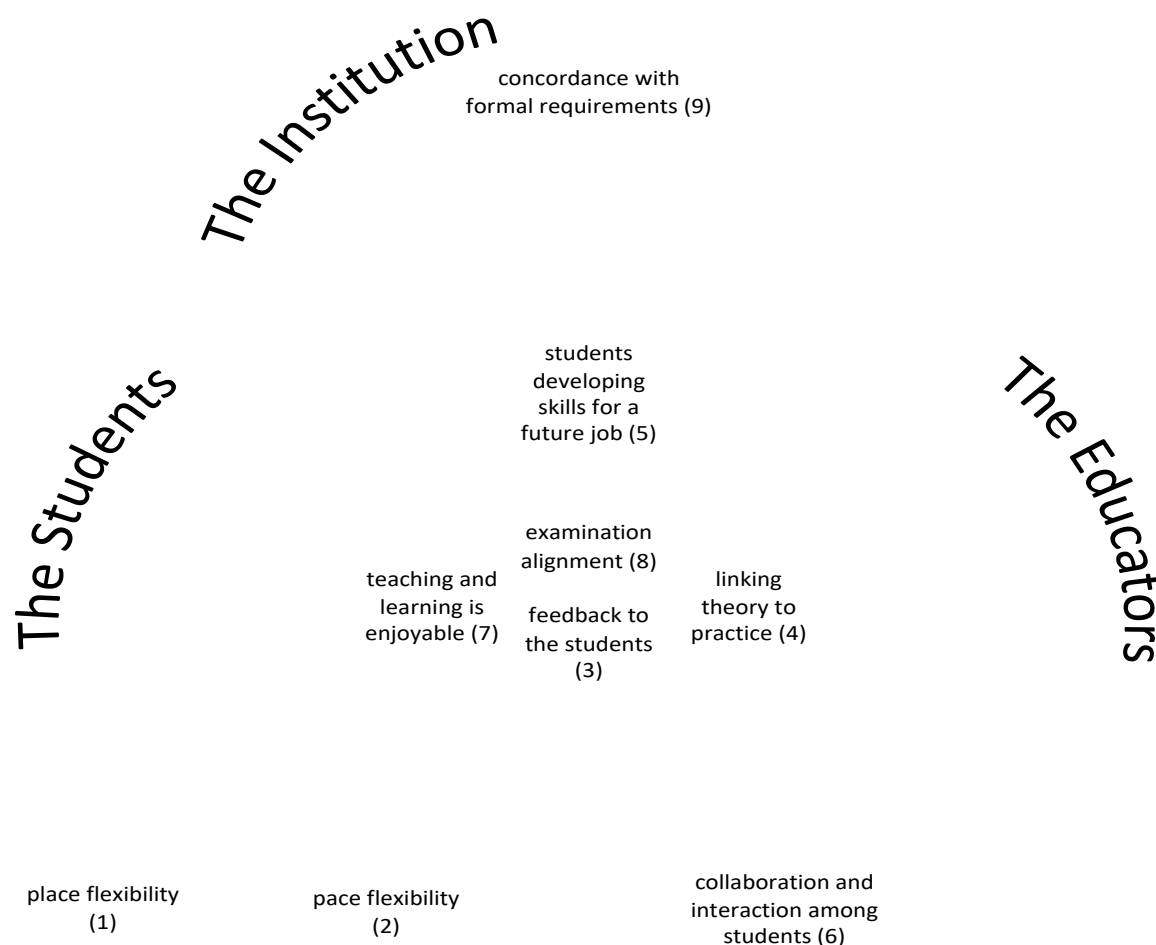 The Institution
concordance with
formal requirements (9)
The Students
students
developing
skills for a
future job (5)
The Educators
examination
alignment (8)
teaching and
learning is
enjoyable (7)
feedback to
the students
(3)
linking
theory to
practice (4)
place flexibility
(1)
pace flexibility
(2)
collaboration and
interaction among
students (6)